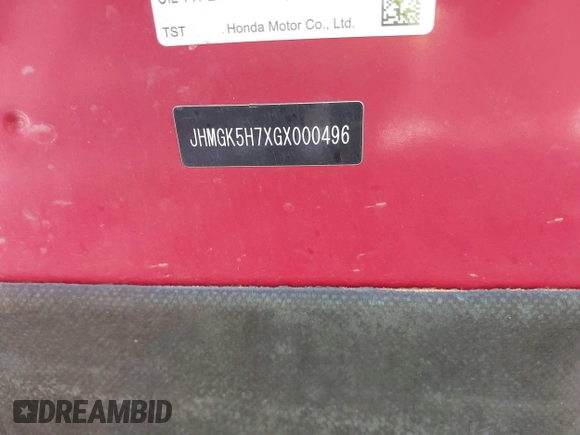 TST Honda Motor Co., Ltd.
JHMGK5H7XGX000496
DREAMBID